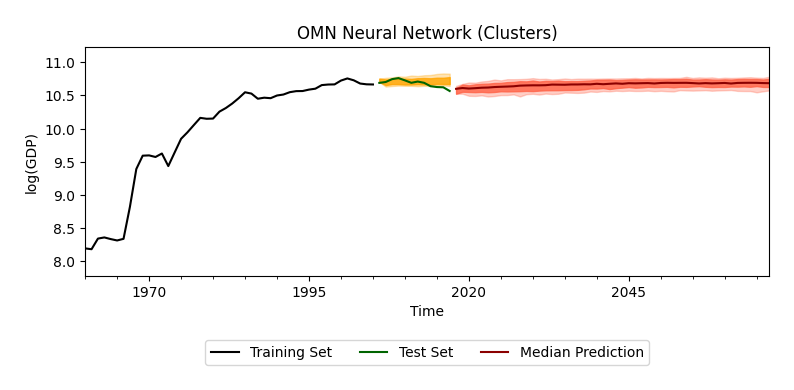 OMN Neural Network (Clusters)
log(GDP)
11.0
10.5
10.0
9.5
9.0
8.5
8.0
1970 1995 2020 2045
Time
Training Set Test Set Median Prediction